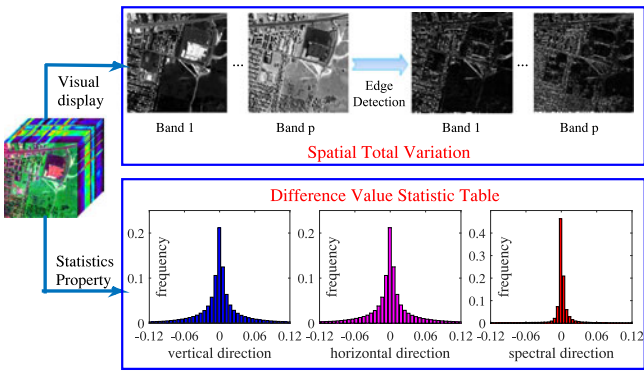 Visual
display
...
...
Edge
Detection
Band 1
Band p
Band 1
Band p
Spatial Total Variation
Statistics
Property
Difference Value Statistic Table
0.2
0.1
0
frequency
-0.12 -0.06 0 0.06 0.12
vertical direction
0.2
0.1
0
frequency
-0.12 -0.06 0 0.06 0.12
horizontal direction
0.4
0.3
0.2
0.1
0
frequency
-0.12 -0.06 0 0.06 0.12
spectral direction